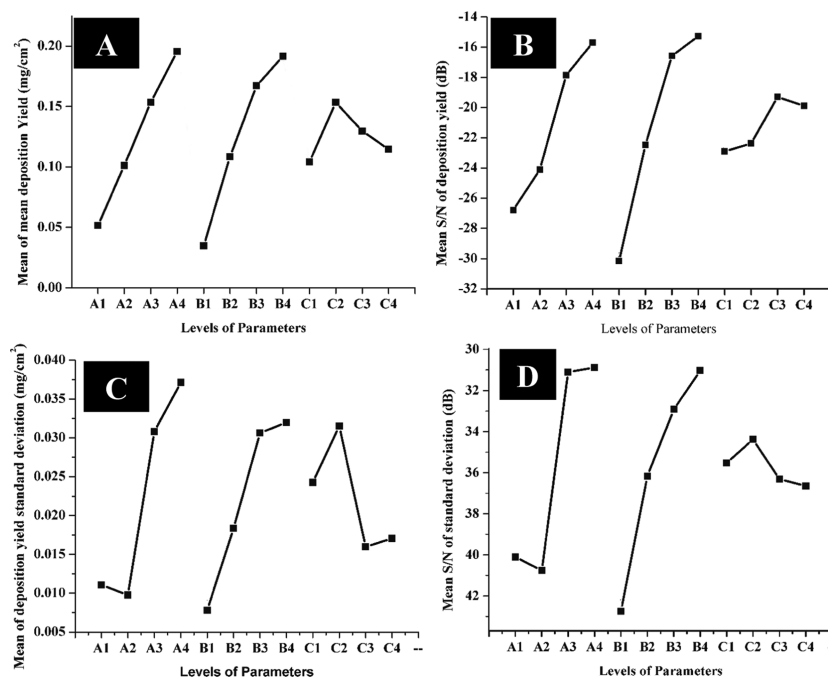 A
Mean of mean deposition Yield (mg/cm²)
0.20
0.15
0.10
0.05
0.00
A1 A2 A3 A4 B1 B2 B3 B4 C1 C2 C3 C4
Levels of Parameters
B
Mean S/N of deposition yield (dB)
-14
-16
-18
-20
-22
-24
-26
-28
-30
-32
A1 A2 A3 A4 B1 B2 B3 B4 C1 C2 C3 C4
Levels of Parameters
C
Mean of deposition yield standard deviation (mg/cm²)
0.040
0.035
0.030
0.025
0.020
0.015
0.010
0.005
A1 A2 A3 A4 B1 B2 B3 B4 C1 C2 C3 C4 --
Levels of Parameters
D
Mean S/N of standard deviation (dB)
30
32
34
36
38
40
42
A1 A2 A3 A4 B1 B2 B3 B4 C1 C2 C3 C4
Levels of Parameters